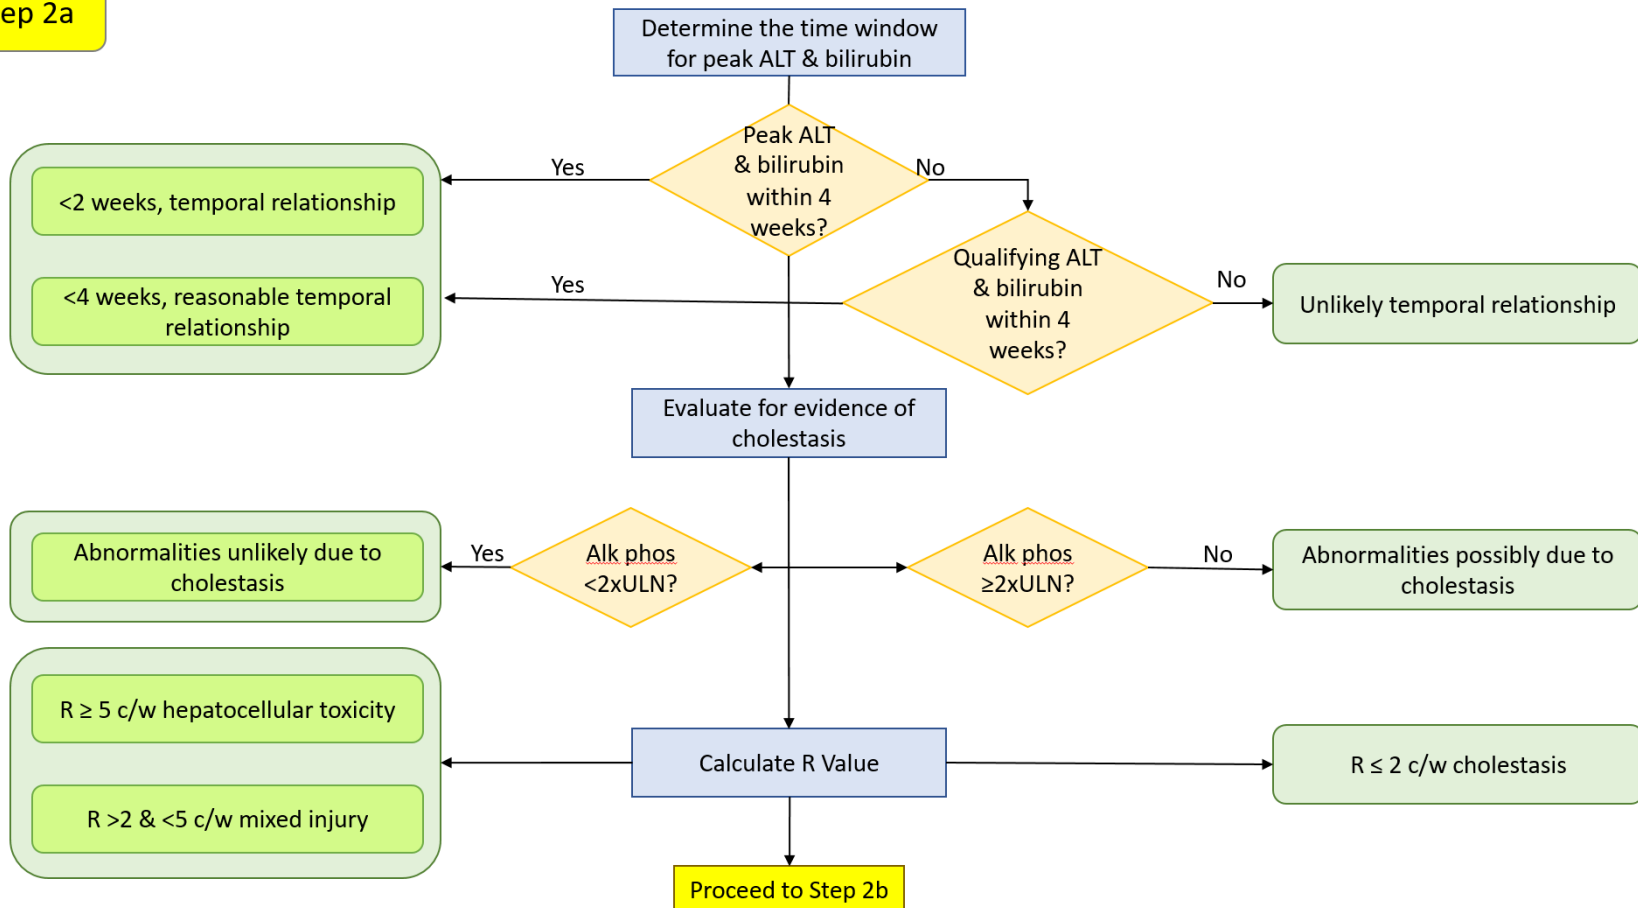 ep 2a
Determine the time window
for peak ALT & bilirubin
Peak ALT
& bilirubin
within 4
weeks?
Yes
No
<2 weeks, temporal relationship
<4 weeks, reasonable temporal
relationship
Yes
Qualifying ALT
& bilirubin
within 4
weeks?
No
Unlikely temporal relationship
Evaluate for evidence of
cholestasis
Abnormalities unlikely due to
cholestasis
Yes
Alk phos
<2xULN?
Alk phos
≥2xULN?
No
Abnormalities possibly due to
cholestasis
R ≥ 5 c/w hepatocellular toxicity
R >2 & <5 c/w mixed injury
Calculate R Value
R ≤ 2 c/w cholestasis
Proceed to Step 2b